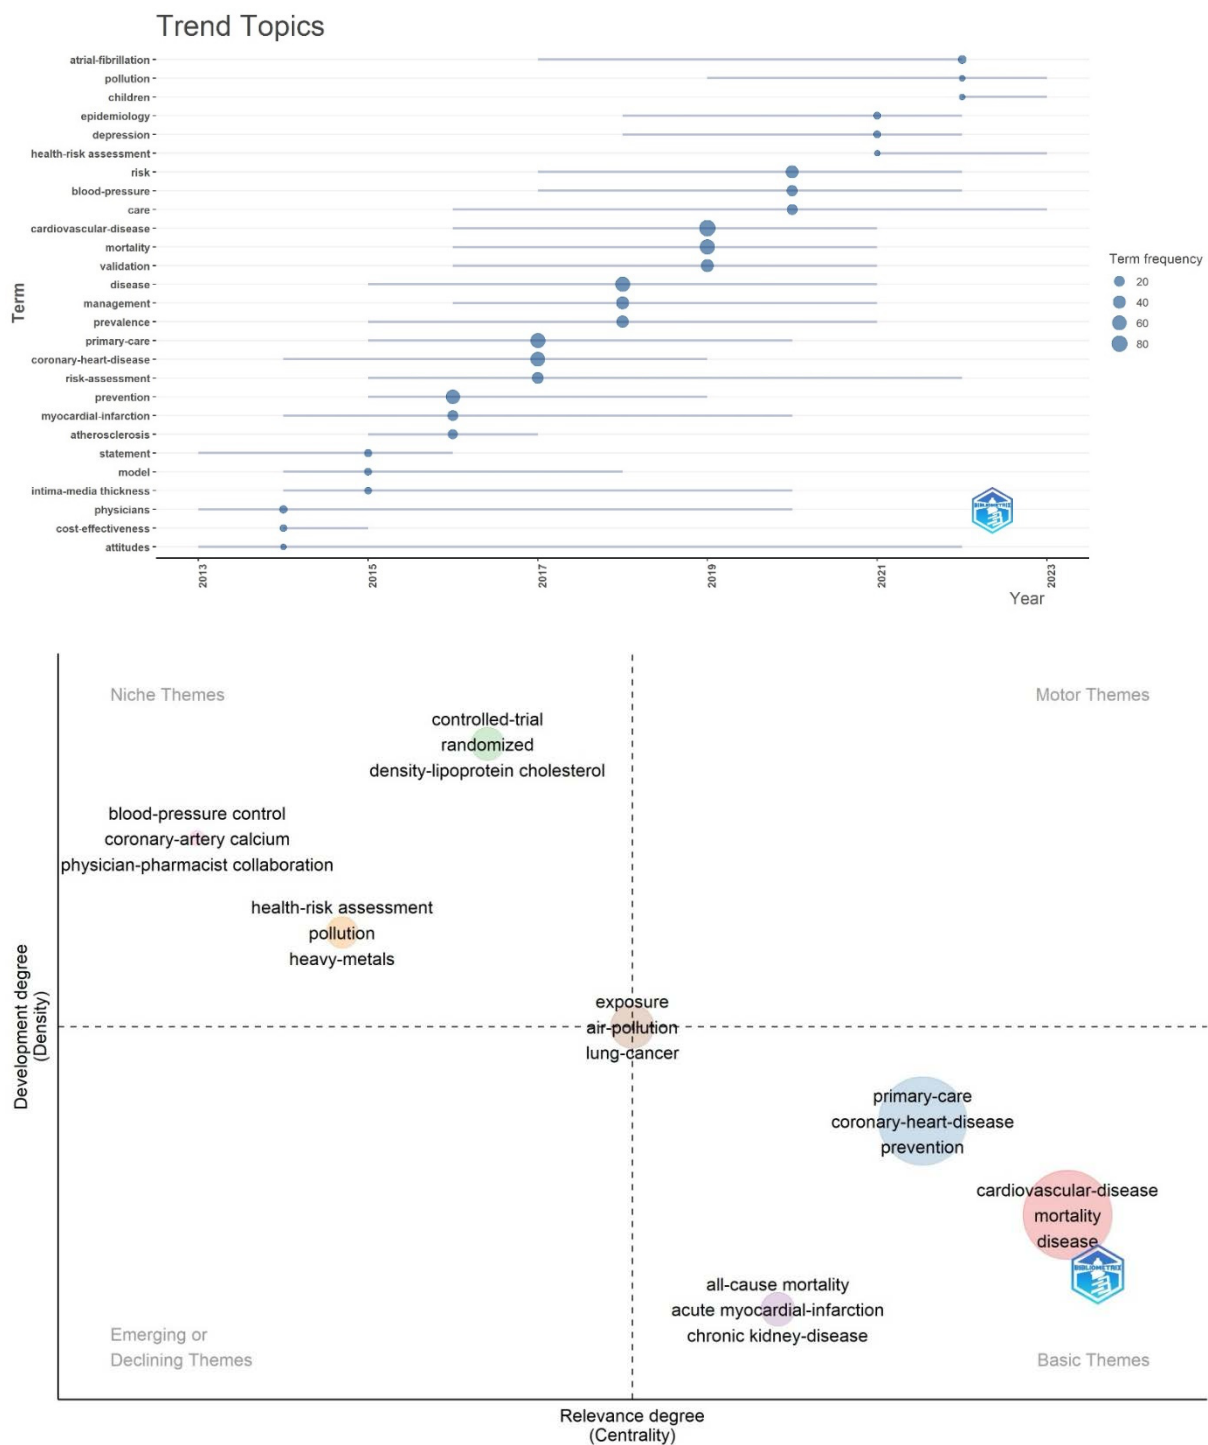 Trend Topics
atrial-fibrillation
pollution
children
epidemiology
depression
health-risk assessment
risk
blood-pressure
care
cardiovascular-disease
mortality
validation
disease
management
prevalence
primary-care
coronary-heart-disease
risk-assessment
prevention
myocardial-infarction
atherosclerosis
statement
model
intima-media thickness
physicians
cost-effectiveness
attitudes
Term
Term frequency
20
40
60
80
BIBLIOMETRIX
2013
2015
2017
2019
2021
2023
Year
Niche Themes
Motor Themes
controlled-trial
randomized
density-lipoprotein cholesterol
blood-pressure control
coronary-artery calcium
physician-pharmacist collaboration
health-risk assessment
pollution
heavy-metals
exposure
air-pollution
lung-cancer
Development degree
(Density)
primary-care
coronary-heart-disease
prevention
cardiovascular-disease
mortality
disease
BIBLIOMETRIX
all-cause mortality
acute myocardial-infarction
chronic kidney-disease
Emerging or
Declining Themes
Basic Themes
Relevance degree
(Centrality)